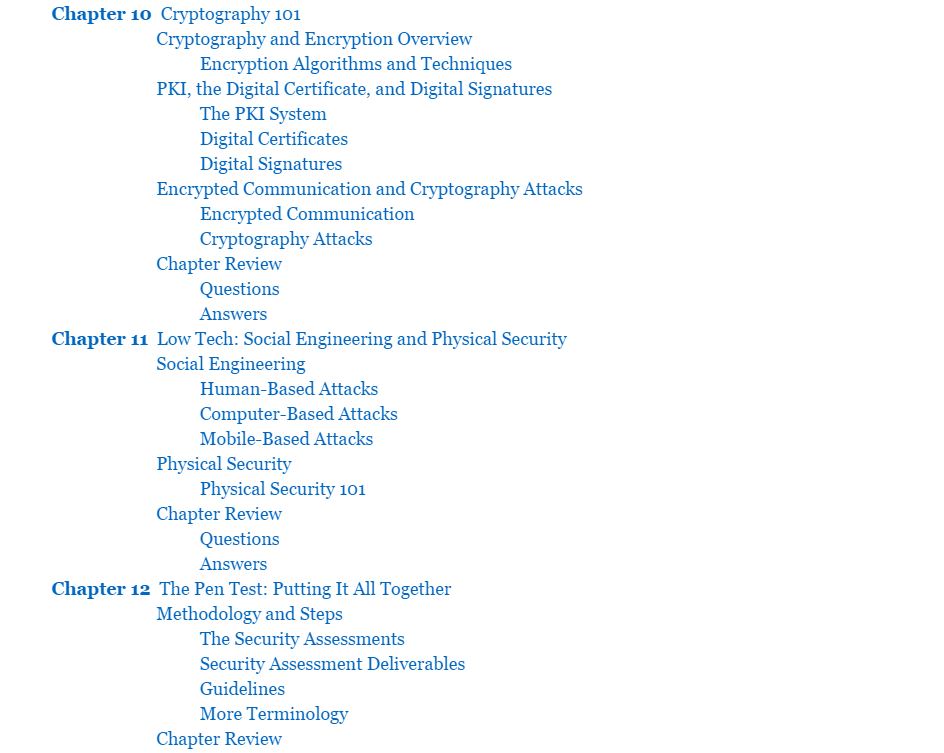 Chapter 10 Cryptography 101
Cryptography and Encryption Overview
Encryption Algorithms and Techniques
PKI, the Digital Certificate, and Digital Signatures
The PKI System
Digital Certificates
Digital Signatures
Encrypted Communication and Cryptography Attacks
Encrypted Communication
Cryptography Attacks
Chapter Review
Questions
Answers
Chapter 11 Low Tech: Social Engineering and Physical Security
Social Engineering
Human-Based Attacks
Computer-Based Attacks
Mobile-Based Attacks
Physical Security
Physical Security 101
Chapter Review
Questions
Answers
Chapter 12 The Pen Test: Putting It All Together
Methodology and Steps
The Security Assessments
Security Assessment Deliverables
Guidelines
More Terminology
Chapter Review